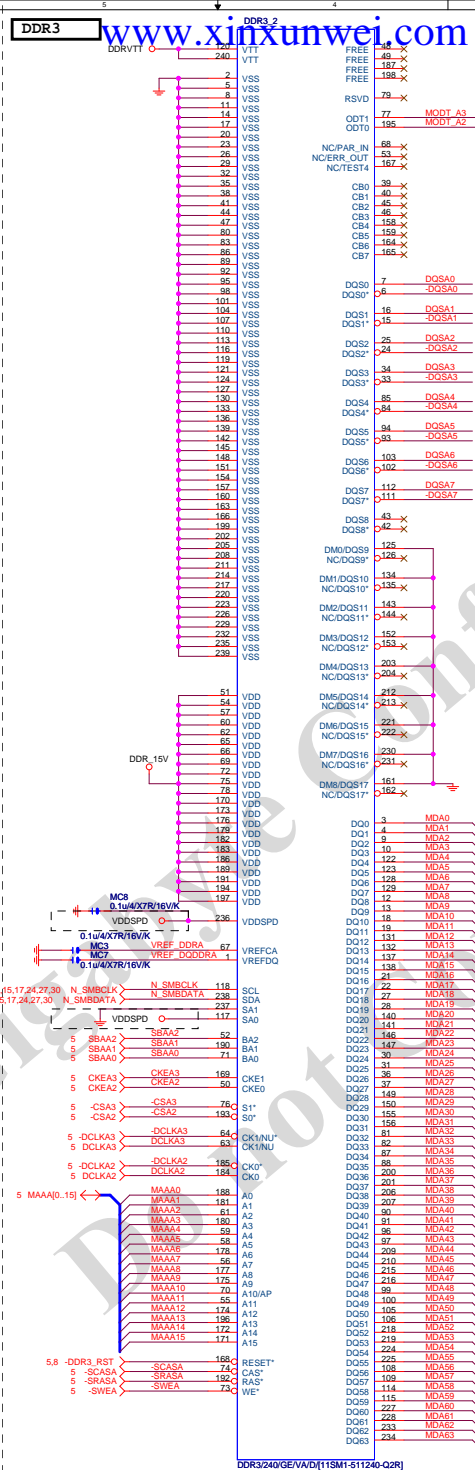 5 4
DDR3 www.xinxunwei.com
DDR3_2
DDRVTT 120 VTT FREE 48
240 VTT FREE 49
FREE 187
2 VSS FREE 198
5 VSS
8 VSS RSVD 79
11 VSS
14 VSS ODT1 77 MODT_A3
17 VSS ODT0 195 MODT_A2
20 VSS
23 VSS NC/PAR_IN 68
26 VSS NC/ERR_OUT 53
29 VSS NC/TEST4 167
32 VSS
35 VSS CB0 39
38 VSS CB1 40
41 VSS CB2 45
44 VSS CB3 46
47 VSS CB4 158
80 VSS CB5 159
83 VSS CB6 164
86 VSS CB7 165
89 VSS
92 VSS
95 VSS DQS0 7 DQSA0
98 VSS DQS0* 6 -DQSA0
101 VSS
104 VSS DQS1 16 DQSA1
107 VSS DQS1* 15 -DQSA1
110 VSS
113 VSS DQS2 25 DQSA2
116 VSS DQS2* 24 -DQSA2
119 VSS
121 VSS DQS3 34 DQSA3
124 VSS DQS3* 33 -DQSA3
127 VSS
130 VSS DQS4 85 DQSA4
133 VSS DQS4* 84 -DQSA4
136 VSS
139 VSS DQS5 94 DQSA5
142 VSS DQS5* 93 -DQSA5
145 VSS
148 VSS DQS6 103 DQSA6
151 VSS DQS6* 102 -DQSA6
154 VSS
157 VSS DQS7 112 DQSA7
160 VSS DQS7* 111 -DQSA7
163 VSS
166 VSS DQS8 43
199 VSS DQS8* 42
202 VSS
205 VSS DM0/DQS9 125
208 VSS NC/DQS9* 126
211 VSS
214 VSS DM1/DQS10 134
217 VSS NC/DQS10* 135
220 VSS
223 VSS DM2/DQS11 143
226 VSS NC/DQS11* 144
229 VSS
232 VSS DM3/DQS12 152
235 VSS NC/DQS12* 153
239 VSS
DM4/DQS13 203
NC/DQS13* 204
51 VDD DM5/DQS14 212
54 VDD NC/DQS14* 213
57 VDD
60 VDD DM6/DQS15 221
62 VDD NC/DQS15* 222
65 VDD
66 VDD DM7/DQS16 230
DDR_15V 69 VDD NC/DQS16* 231
72 VDD
75 VDD DM8/DQS17 161
78 VDD NC/DQS17* 162
170 VDD
173 VDD
176 VDD DQ0 3 MDA0
179 VDD DQ1 4 MDA1
182 VDD DQ2 9 MDA2
183 VDD DQ3 10 MDA3
186 VDD DQ4 122 MDA4
189 VDD DQ5 123 MDA5
191 VDD DQ6 128 MDA6
194 VDD DQ7 129 MDA7
197 VDD DQ8 12 MDA8
MC8 DQ9 13 MDA9
0.1u/4/X7R/16V/K
VDDSPD 236 VDDSPD DQ10 18 MDA10
DQ11 19 MDA11
0.1u/4/X7R/16V/K DQ12 131 MDA12
MC3 VREF_DDRA 67 VREFCA DQ13 132 MDA13
MC7 VREF_DQDDRA 1 VREFDQ DQ14 137 MDA14
0.1u/4/X7R/16V/K DQ15 138 MDA15
DQ16 21 MDA16
15,17,24,27,30 N_SMBCLK N_SMBCLK 118 SCL DQ17 22 MDA17
5,17,24,27,30 N_SMBDATA N_SMBDATA 238 SDA DQ18 27 MDA18
237 SA1 DQ19 28 MDA19
VDDSPD 117 SA0 DQ20 140 MDA20
DQ21 141 MDA21
5 SBAA2 SBAA2 52 BA2 DQ22 146 MDA22
5 SBAA1 SBAA1 190 BA1 DQ23 147 MDA23
5 SBAA0 SBAA0 71 BA0 DQ24 30 MDA24
DQ25 31 MDA25
5 CKEA3 CKEA3 169 CKE1 DQ26 36 MDA26
5 CKEA2 CKEA2 50 CKE0 DQ27 37 MDA27
DQ28 149 MDA28
5 -CSA3 -CSA3 76 S1* DQ29 150 MDA29
5 -CSA2 -CSA2 193 S0* DQ30 155 MDA30
DQ31 156 MDA31
5 -DCLKA3 -DCLKA3 64 CK1/NU* DQ32 81 MDA32
5 DCLKA3 DCLKA3 63 CK1/NU DQ33 82 MDA33
DQ34 87 MDA34
5 -DCLKA2 -DCLKA2 185 CK0* DQ35 88 MDA35
5 DCLKA2 DCLKA2 184 CK0 DQ36 200 MDA36
DQ37 201 MDA37
5 MAAA[0..15] MAAA0 188 A0 DQ38 206 MDA38
MAAA1 181 A1 DQ39 207 MDA39
MAAA2 61 A2 DQ40 90 MDA40
MAAA3 180 A3 DQ41 91 MDA41
MAAA4 59 A4 DQ42 96 MDA42
MAAA5 58 A5 DQ43 97 MDA43
MAAA6 178 A6 DQ44 209 MDA44
MAAA7 56 A7 DQ45 210 MDA45
MAAA8 177 A8 DQ46 215 MDA46
MAAA9 175 A9 DQ47 216 MDA47
MAAA10 70 A10/AP DQ48 99 MDA48
MAAA11 55 A11 DQ49 100 MDA49
MAAA12 174 A12 DQ50 105 MDA50
MAAA13 196 A13 DQ51 106 MDA51
MAAA14 172 A14 DQ52 218 MDA52
MAAA15 171 A15 DQ53 219 MDA53
DQ54 224 MDA54
5,8 -DDR3_RST 168 RESET* DQ55 225 MDA55
5 -SCASA -SCASA 74 CAS* DQ56 108 MDA56
5 -SRASA -SRASA 192 RAS* DQ57 109 MDA57
5 -SWEA -SWEA 73 WE* DQ58 114 MDA58
DQ59 115 MDA59
DQ60 227 MDA60
DQ61 228 MDA61
DQ62 233 MDA62
DQ63 234 MDA63
DDR3/240/GE/VA/D/[11SM1-511240-Q2R]
Gigabyte Conf
Do not C